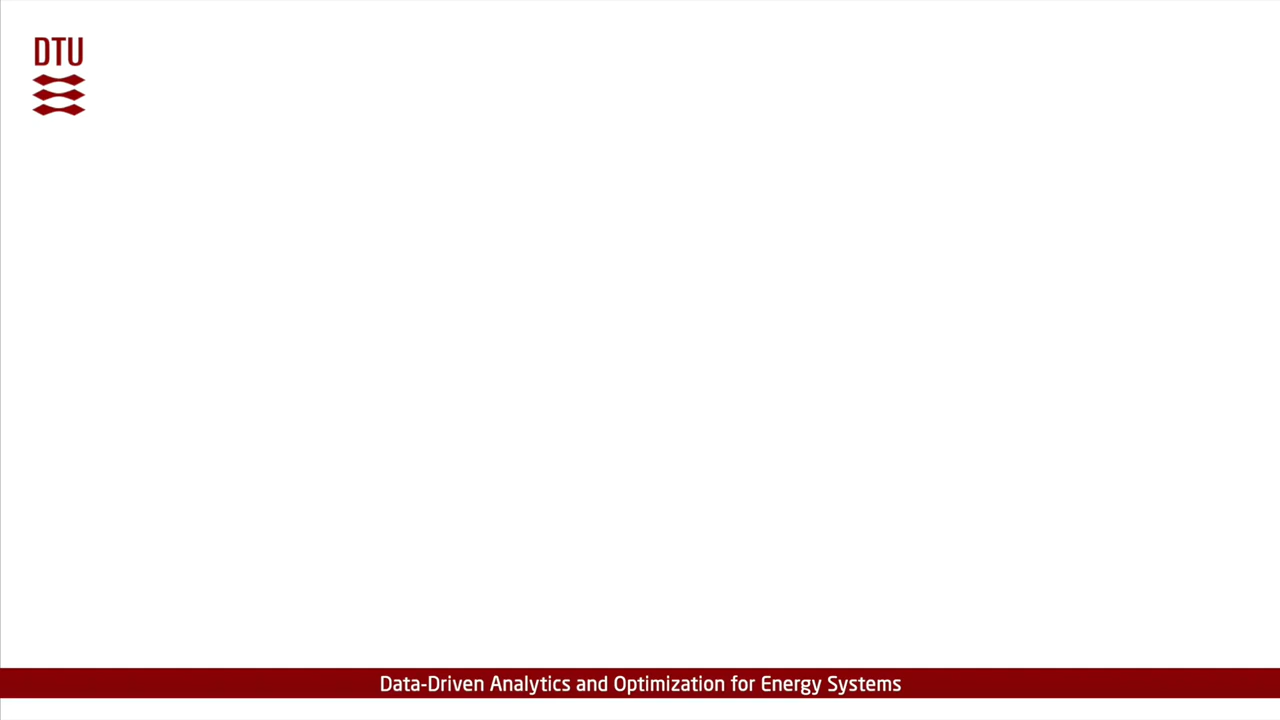 DTU
Data-Driven Analytics and Optimization for Energy Systems